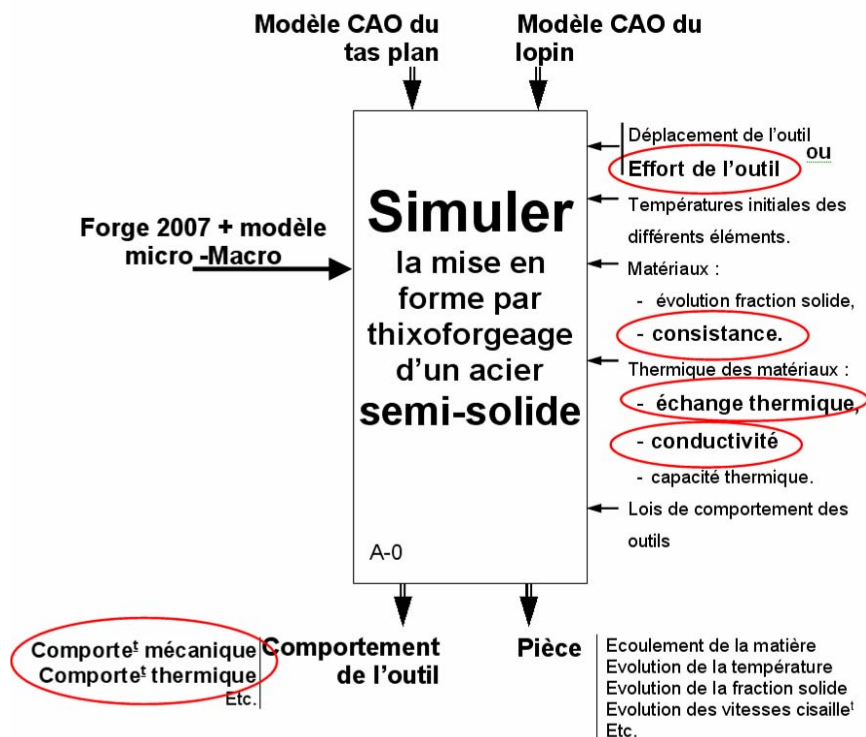 Modèle CAO du
tas plan
Modèle CAO du
lopin
Forge 2007 + modèle
micro -Macro
Simuler
la mise en
forme par
thixoforgeage
d'un acier
semi-solide
A-0
Déplacement de l'outil
ou
Effort de l'outil
Températures initiales des
différents éléments.
Matériaux :
- évolution fraction solide,
- consistance.
Thermique des matériaux :
- échange thermique,
- conductivité
- capacité thermique.
Lois de comportement des
outils
Comporteᵗ mécanique
Comporteᵗ thermique
Etc.
Comportement
de l'outil
Pièce
Ecoulement de la matière
Evolution de la température
Evolution de la fraction solide
Evolution des vitesses cisailleᵗ
Etc.